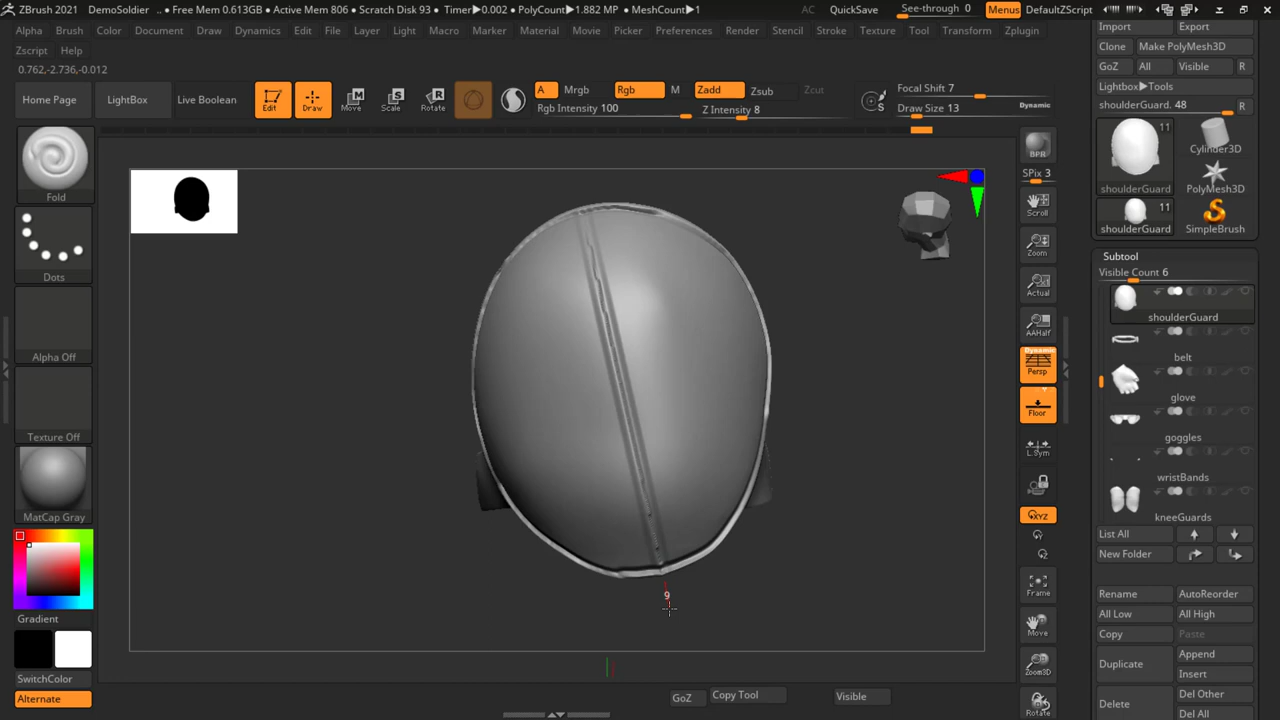 ZBrush 2021 DemoSoldier • Free Mem 0.613GB • Active Mem 806 • Scratch Disk 93 • Timer▶0.002 • PolyCount▶1.882 MP • MeshCount▶1 AC QuickSave See-through 0 Menus DefaultZScript
Alpha Brush Color Document Draw Dynamics Edit File Layer Light Macro Marker Material Movie Picker Preferences Render Stencil Stroke Texture Tool Transform Zplugin
Zscript Help
0.762,-2.736,-0.012
Home Page LightBox Live Boolean Edit Draw Move Scale Rotate
A Mrgb Rgb M Zadd Zsub Zcut
Rgb Intensity 100 Z Intensity 8
S
Focal Shift 7
Draw Size 13 Dynamic
Fold
Dots
Alpha Off
Texture Off
MatCap Gray
Gradient
SwitchColor
Alternate
9
BPR
SPix 3
Scroll
Zoom
Actual
AAHalf
Dynamic
Persp
Y
Floor
L.Sym
XYZ
Y
Z
Frame
Move
Zoom3D
Rotate
GoZ Copy Tool Visible
Import Export
Clone Make PolyMesh3D
GoZ All Visible R
Lightbox▶Tools
shoulderGuard. 48 R
11
shoulderGuard
Cylinder3D
PolyMesh3D
11
shoulderGuard
SimpleBrush
Subtool
Visible Count 6
shoulderGuard
belt
glove
goggles
wristBands
kneeGuards
List All
New Folder
Rename AutoReorder
All Low All High
Copy Paste
Duplicate Append
Insert
Delete Del Other
Del All